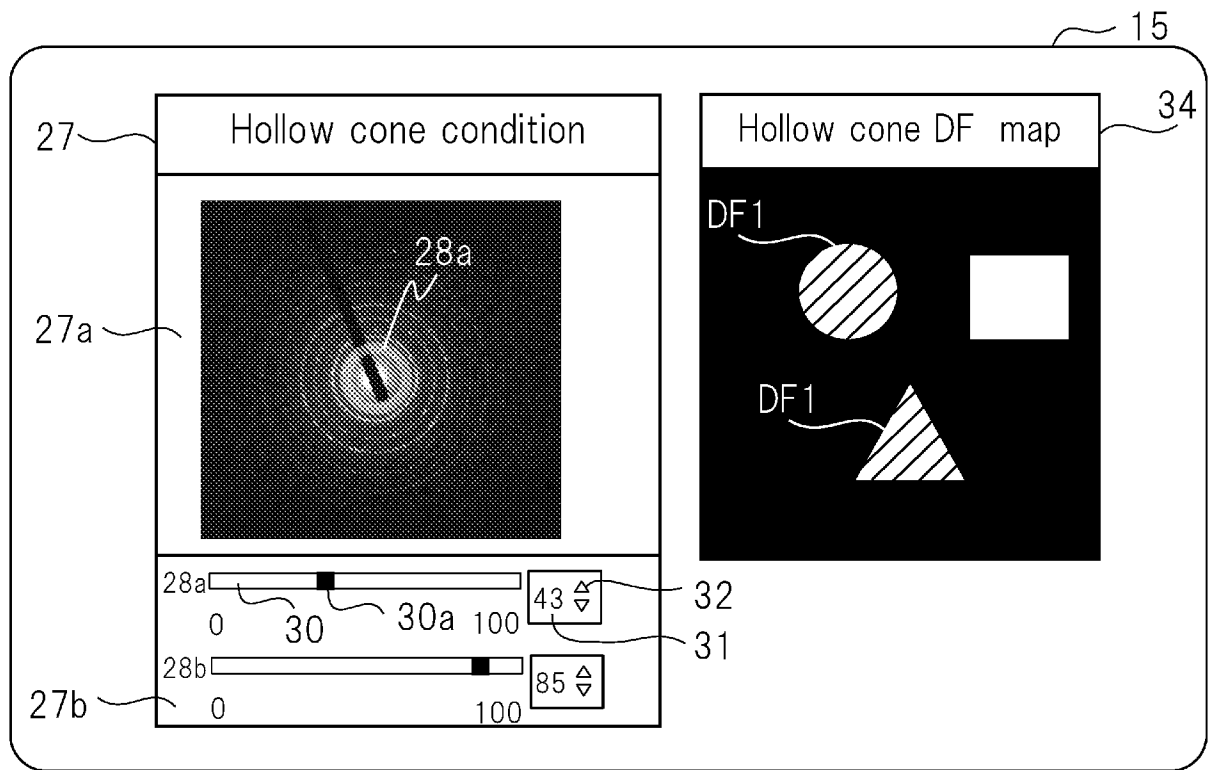 15
27
Hollow cone condition
Hollow cone DF map
34
DF1
28a
27a
DF1
28a
43
32
30
30a
0
100
31
28b
85
27b
0
100